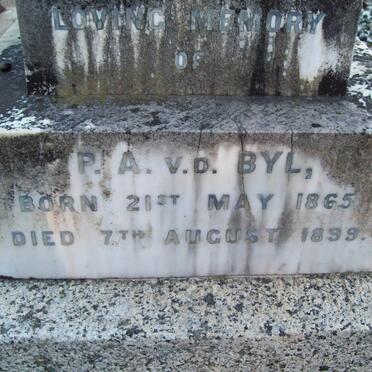 LOVING MEMORY
OF
P. A. V.D. BYL,
BORN 21ST MAY 1865
DIED 7TH AUGUST 1899.